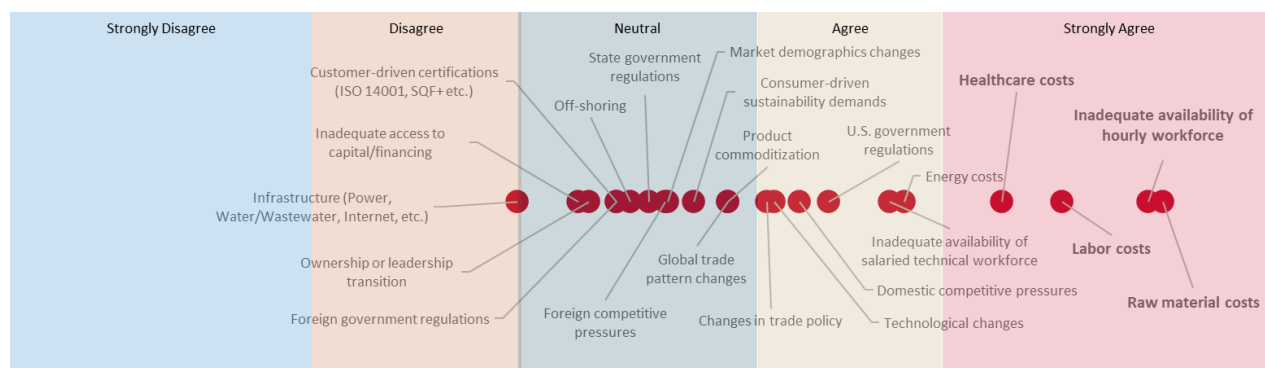 Strongly Disagree
Disagree
Neutral
Agree
Strongly Agree
Customer-driven certifications
(ISO 14001, SQF+ etc.)
State government
regulations
Market demographics changes
Off-shoring
Consumer-driven
sustainability demands
Healthcare costs
Inadequate access to
capital/financing
Product
commoditization
U.S. government
regulations
Inadequate availability of
hourly workforce
Energy costs
Infrastructure (Power,
Water/Wastewater, Internet, etc.)
Ownership or leadership
transition
Global trade
pattern changes
Inadequate availability of
salaried technical workforce
Labor costs
Domestic competitive pressures
Raw material costs
Foreign government regulations
Foreign competitive
pressures
Changes in trade policy
Technological changes